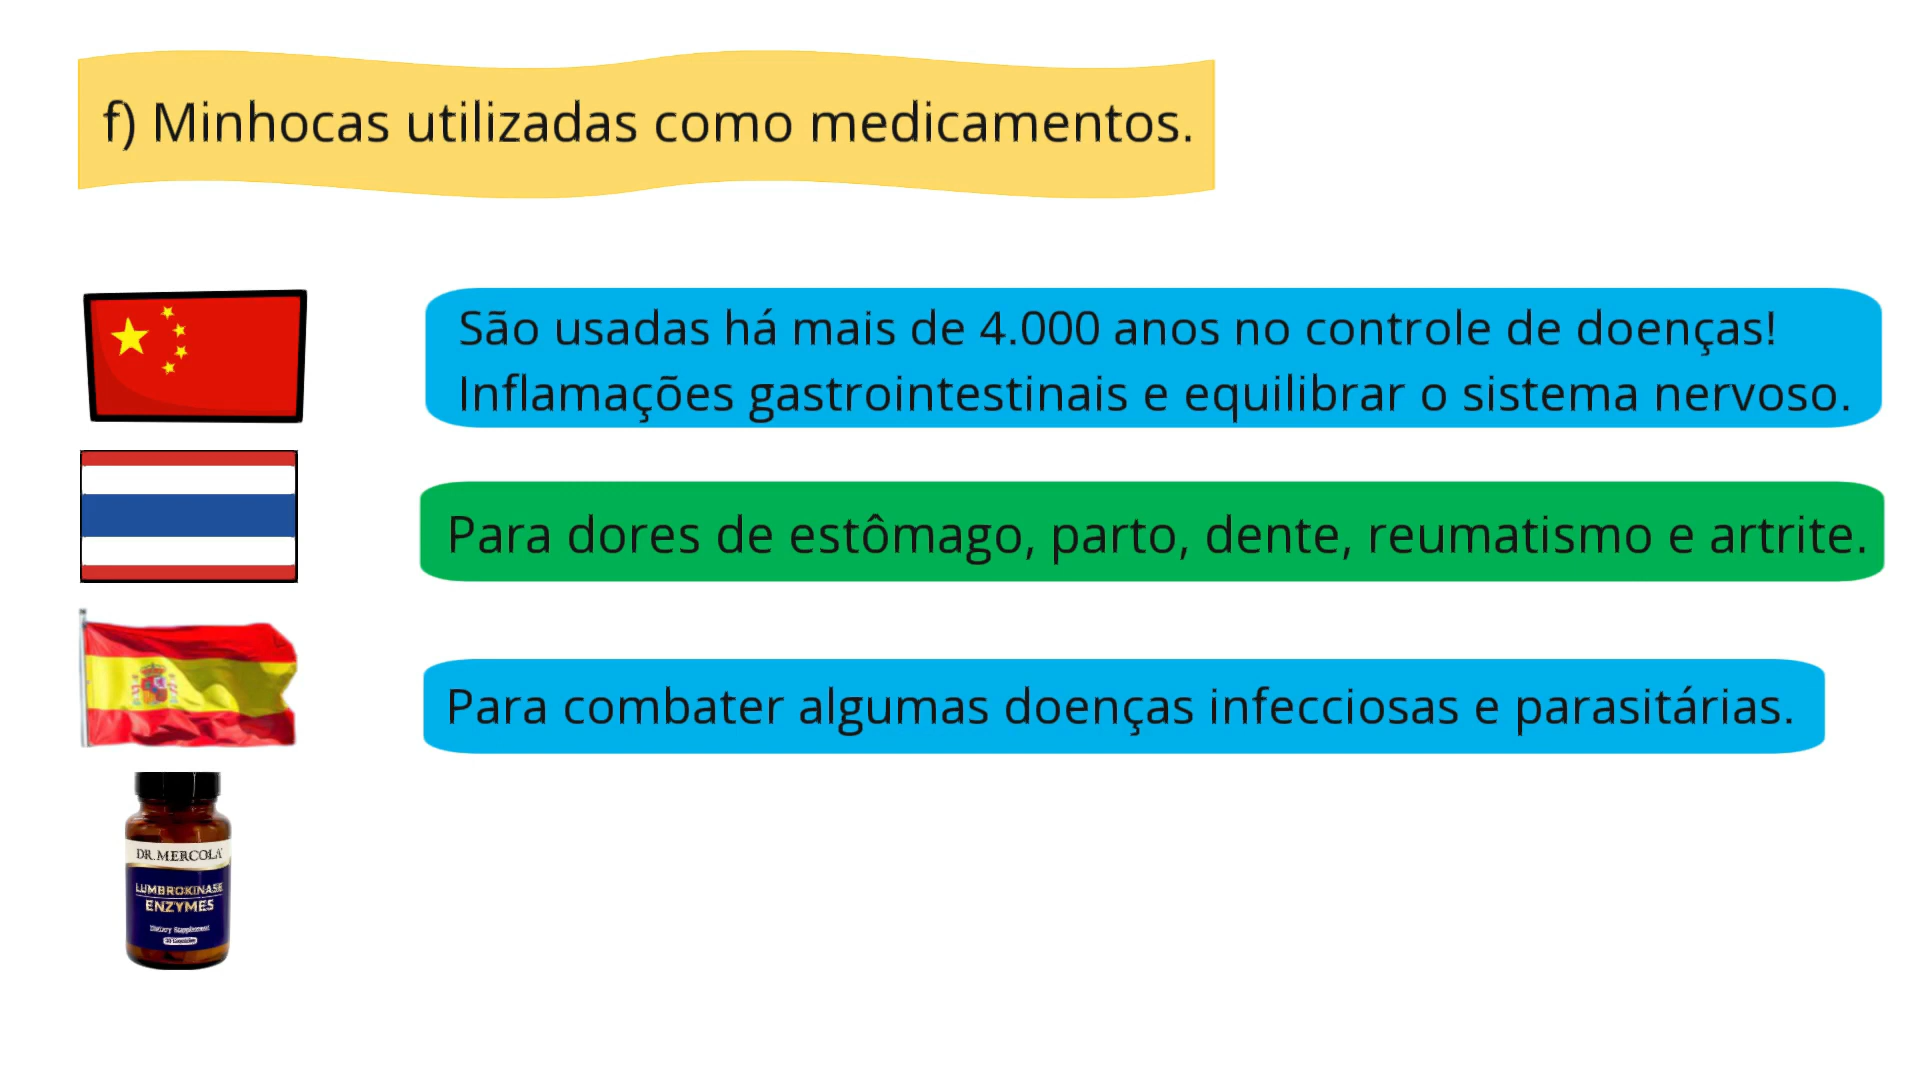 f) Minhocas utilizadas como medicamentos.
São usadas há mais de 4.000 anos no controle de doenças!
Inflamações gastrointestinais e equilibrar o sistema nervoso.
Para dores de estômago, parto, dente, reumatismo e artrite.
Para combater algumas doenças infecciosas e parasitárias.
DR. MERCOLA
LUMBROKINASE
ENZYMES
Dietary Supplement